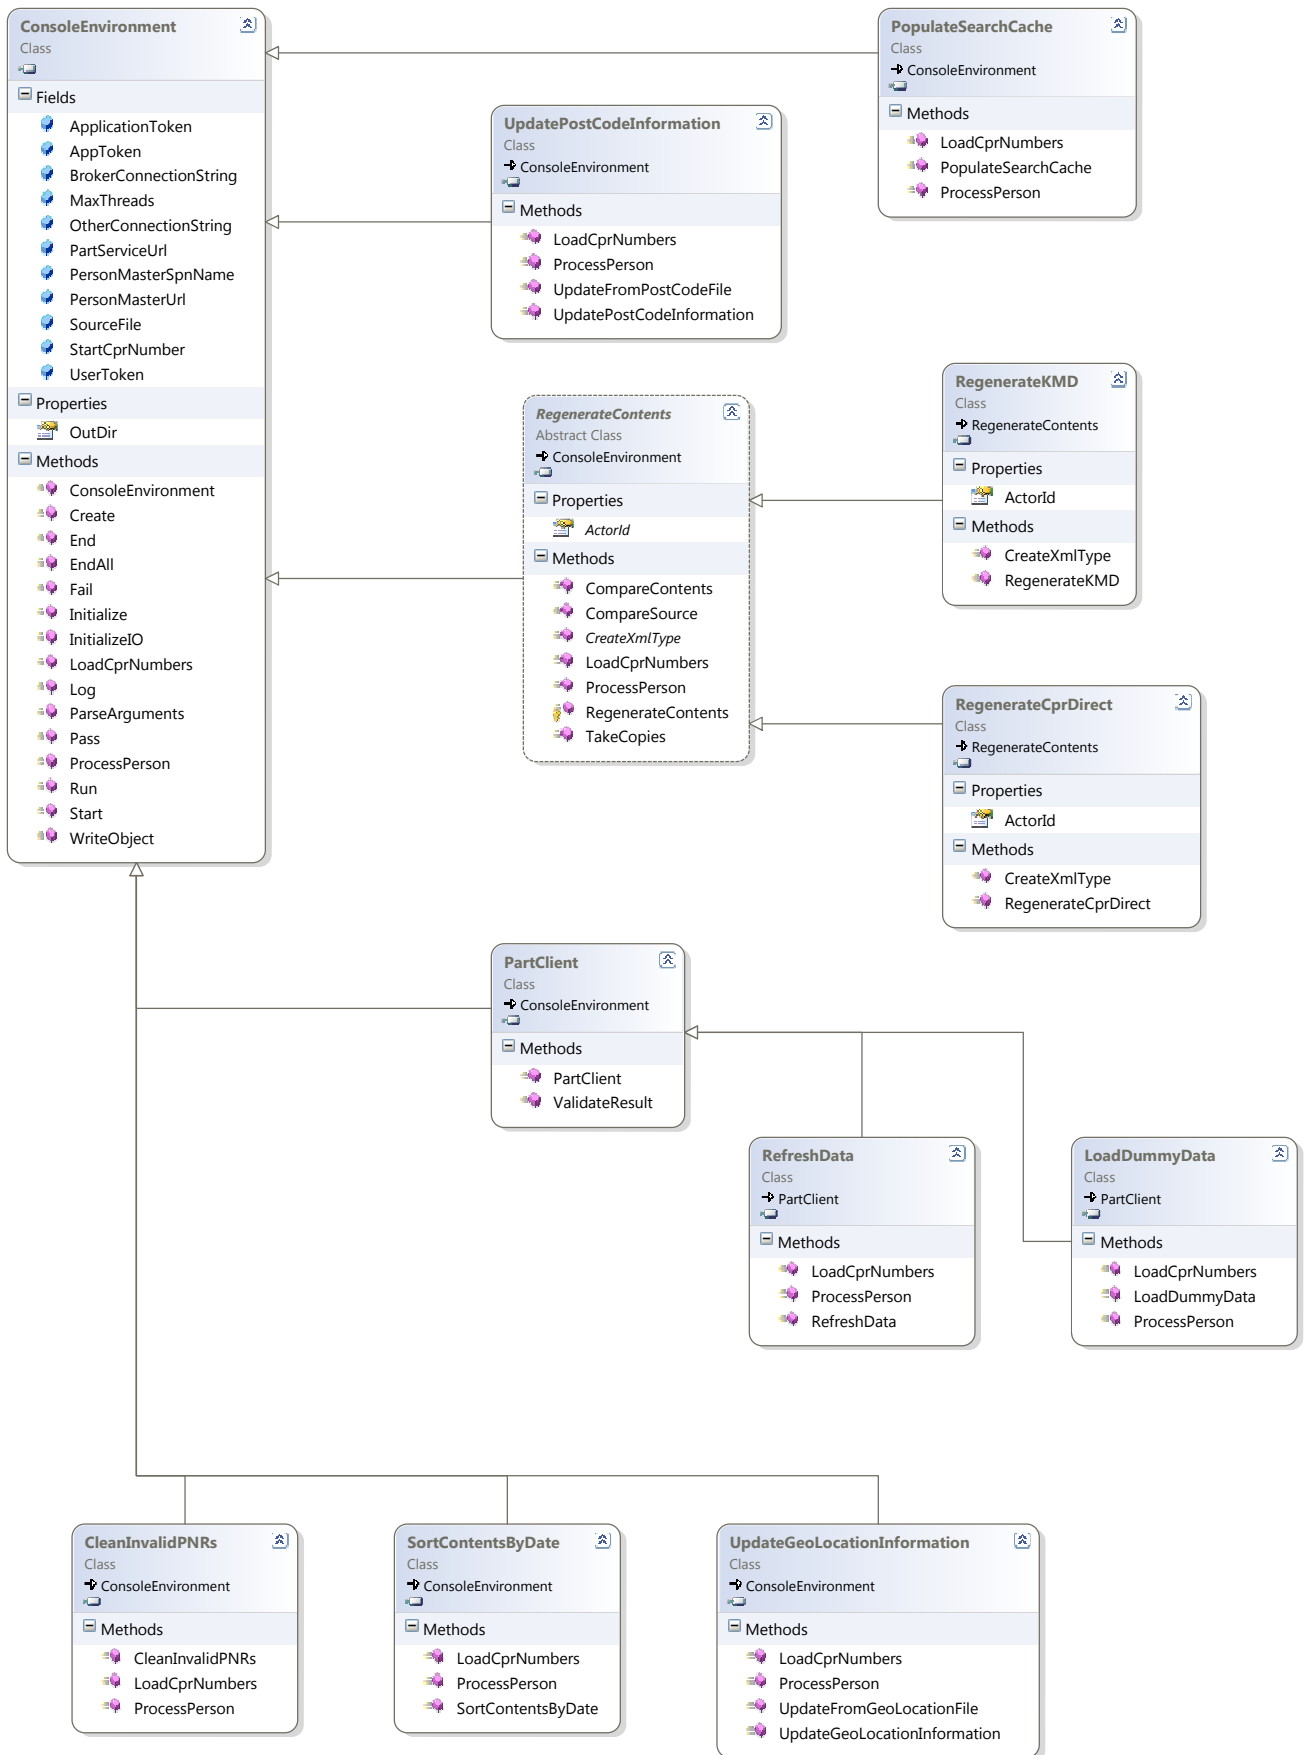 ConsoleEnvironment
Class
Fields
ApplicationToken
AppToken
BrokerConnectionString
MaxThreads
OtherConnectionString
PartServiceUrl
PersonMasterSpnName
PersonMasterUrl
SourceFile
StartCprNumber
UserToken
Properties
OutDir
Methods
ConsoleEnvironment
Create
End
EndAll
Fail
Initialize
InitializeIO
LoadCprNumbers
Log
ParseArguments
Pass
ProcessPerson
Run
Start
WriteObject
PopulateSearchCache
Class
ConsoleEnvironment
Methods
LoadCprNumbers
PopulateSearchCache
ProcessPerson
UpdatePostCodeInformation
Class
ConsoleEnvironment
Methods
LoadCprNumbers
ProcessPerson
UpdateFromPostCodeFile
UpdatePostCodeInformation
RegenerateContents
Abstract Class
ConsoleEnvironment
Properties
ActorId
Methods
CompareContents
CompareSource
CreateXmlType
LoadCprNumbers
ProcessPerson
RegenerateContents
TakeCopies
RegenerateKMD
Class
RegenerateContents
Properties
ActorId
Methods
CreateXmlType
RegenerateKMD
RegenerateCprDirect
Class
RegenerateContents
Properties
ActorId
Methods
CreateXmlType
RegenerateCprDirect
PartClient
Class
ConsoleEnvironment
Methods
PartClient
ValidateResult
RefreshData
Class
PartClient
Methods
LoadCprNumbers
ProcessPerson
RefreshData
LoadDummyData
Class
PartClient
Methods
LoadCprNumbers
LoadDummyData
ProcessPerson
CleanInvalidPNRs
Class
ConsoleEnvironment
Methods
CleanInvalidPNRs
LoadCprNumbers
ProcessPerson
SortContentsByDate
Class
ConsoleEnvironment
Methods
LoadCprNumbers
ProcessPerson
SortContentsByDate
UpdateGeoLocationInformation
Class
ConsoleEnvironment
Methods
LoadCprNumbers
ProcessPerson
UpdateFromGeoLocationFile
UpdateGeoLocationInformation